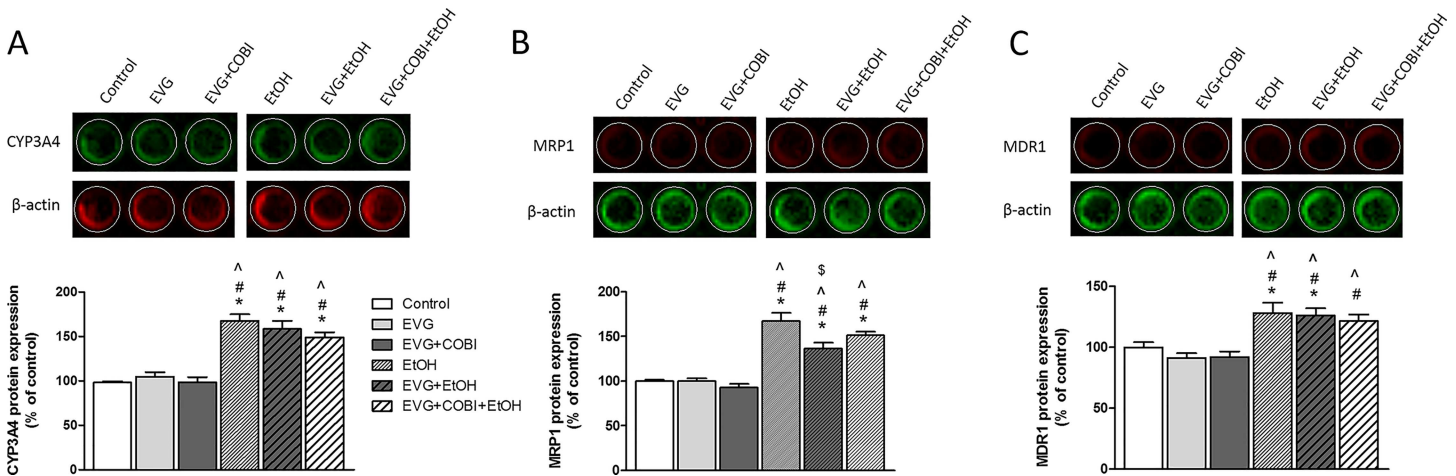 A
Control
EVG
EVG+COBI
EtOH
EVG+EtOH
EVG+COBI+EtOH
CYP3A4
β-actin
CYP3A4 protein expression
(% of control)
200
150
100
50
0
^
#
*
^
#
*
^
#
*
Control
EVG
EVG+COBI
EtOH
EVG+EtOH
EVG+COBI+EtOH
B
Control
EVG
EVG+COBI
EtOH
EVG+EtOH
EVG+COBI+EtOH
MRP1
β-actin
MRP1 protein expression
(% of control)
200
150
100
50
0
^
#
*
$
^
#
*
^
#
*
C
Control
EVG
EVG+COBI
EtOH
EVG+EtOH
EVG+COBI+EtOH
MDR1
β-actin
MDR1 protein expression
(% of control)
150
100
50
0
^
#
*
^
#
*
^
#